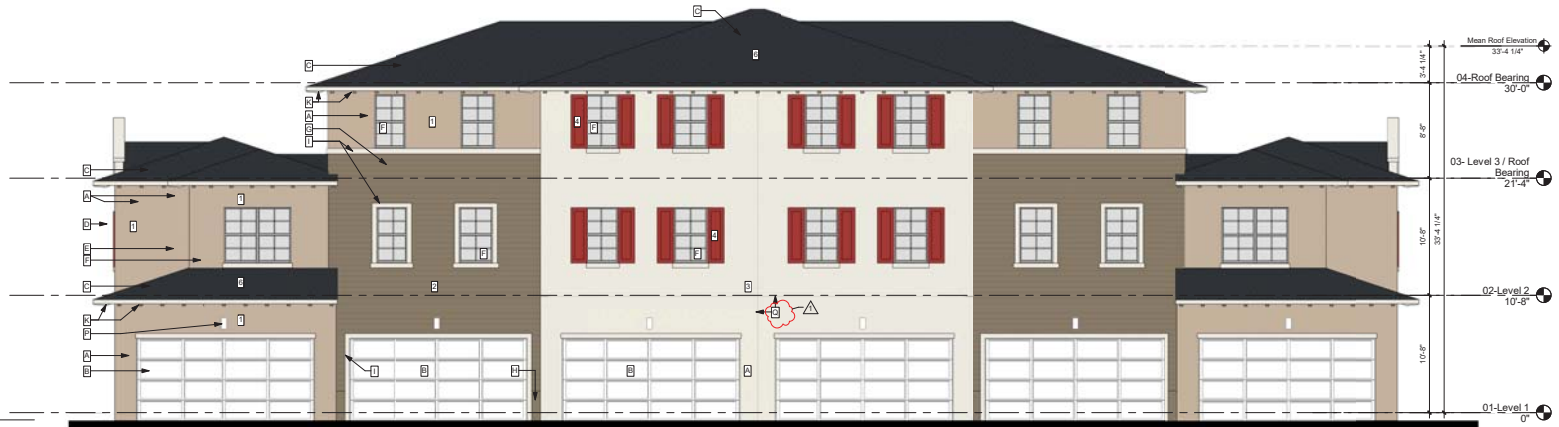 C
Mean Roof Elevation
33'-4 1/4"
6
C
3'-4 1/4"
04-Roof Bearing
30'-0"
K
A
1
4
F
F
G
I
8'-8"
03- Level 3 / Roof
Bearing
21'-4"
C
A
1
D
1
4
E
F
F
F
10'-8"
33'-4 1/4"
C
6
2
3
02-Level 2
10'-8"
K
1
Q
1
P
A
B
I
B
H
B
A
10'-8"
01-Level 1
0"